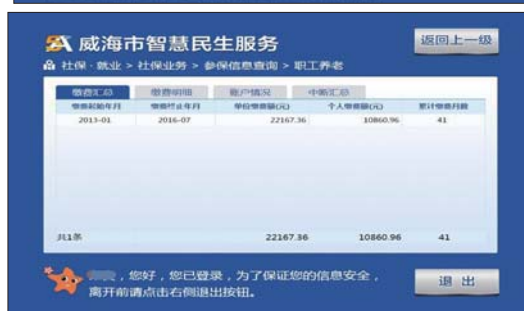 威海市智慧民生服务
返回上一级
社保·就业 > 社保业务 > 参保信息查询 > 职工养老
缴费汇总 缴费明细 账户情况 中断汇总
缴费起始年月 缴费终止年月 单位缴费额(元) 个人缴费额(元) 累计缴费月数
2013-01 2016-07 22167.36 10860.96 41
共1条 22167.36 10860.96 41
，您好，您已登录，为了保证您的信息安全，
离开前请点击右侧退出按钮。
退 出